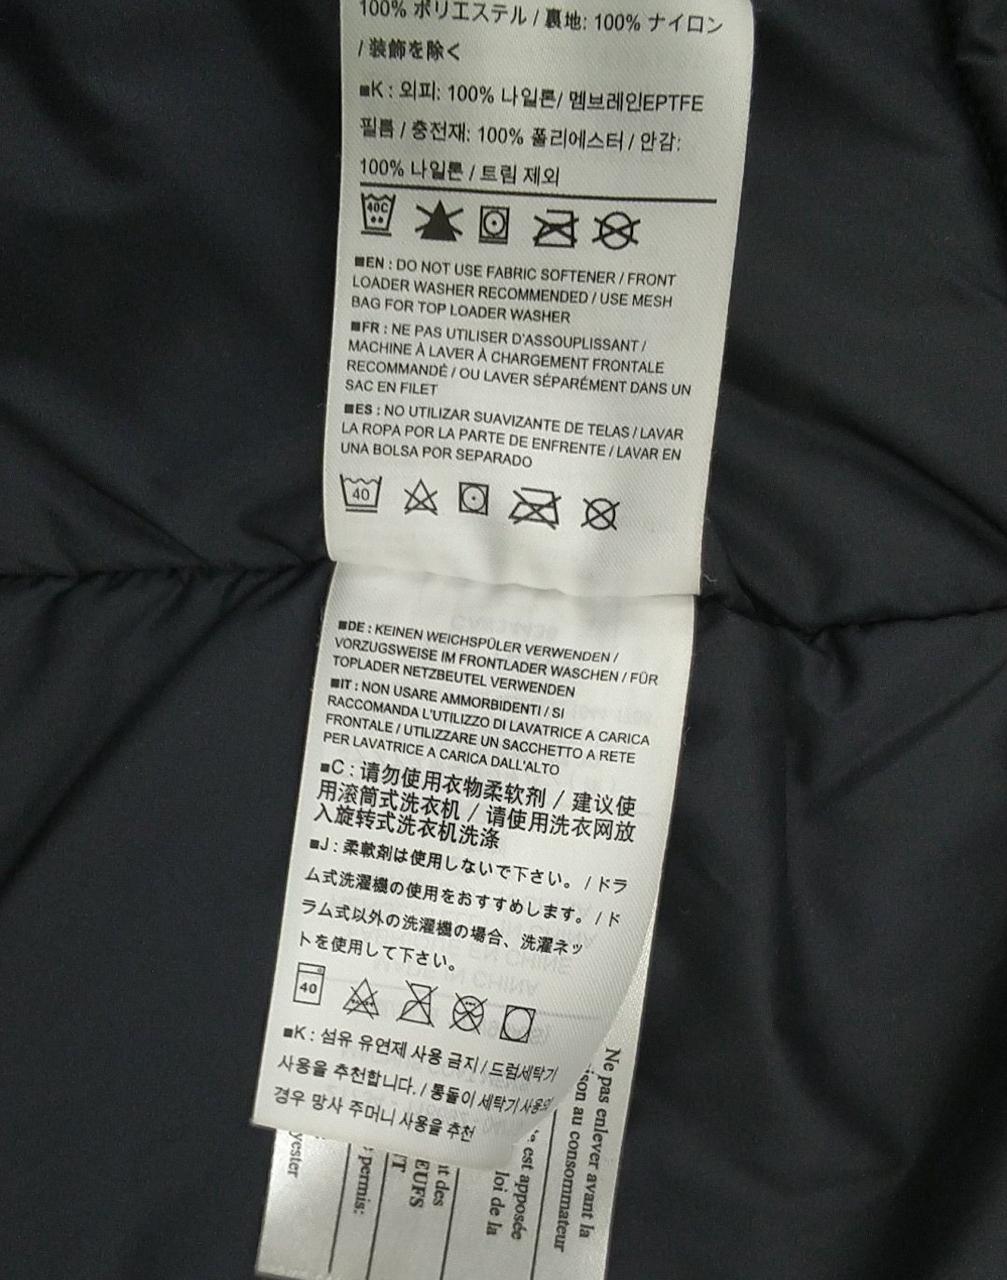 100% ポリエステル / 裏地: 100% ナイロン
/ 装飾を除く
■K : 외피: 100% 나일론/ 멤브레인EPTFE
필름 / 충전재: 100% 폴리에스터 / 안감:
100% 나일론 / 트림 제외
40C
■EN : DO NOT USE FABRIC SOFTENER / FRONT
LOADER WASHER RECOMMENDED / USE MESH
BAG FOR TOP LOADER WASHER
■FR : NE PAS UTILISER D'ASSOUPLISSANT /
MACHINE À LAVER À CHARGEMENT FRONTALE
RECOMMANDÉ / OU LAVER SÉPARÉMENT DANS UN
SAC EN FILET
■ES : NO UTILIZAR SUAVIZANTE DE TELAS / LAVAR
LA ROPA POR LA PARTE DE ENFRENTE / LAVAR EN
UNA BOLSA POR SEPARADO
40
■DE : KEINEN WEICHSPÜLER VERWENDEN /
VORZUGSWEISE IM FRONTLADER WASCHEN / FÜR
TOPLADER NETZBEUTEL VERWENDEN
■IT : NON USARE AMMORBIDENTI / SI
RACCOMANDA L'UTILIZZO DI LAVATRICE A CARICA
FRONTALE / UTILIZZARE UN SACCHETTO A RETE
PER LAVATRICE A CARICA DALL'ALTO
■C : 请勿使用衣物柔软剂 / 建议使
用滚筒式洗衣机 / 请使用洗衣网放
入旋转式洗衣机洗涤
■J : 柔軟剤は使用しないで下さい。 / ドラ
ム式洗濯機の使用をおすすめします。 / ド
ラム式以外の洗濯機の場合、洗濯ネッ
トを使用して下さい。
40
■K : 섬유 유연제 사용 금지 / 드럼세탁기
사용을 추천합니다. / 통돌이 세탁기 사용의
경우 망사 주머니 사용을 추천
Ne pas enlever avant la
au consommateur
est apposée
loi de la
des
permis: